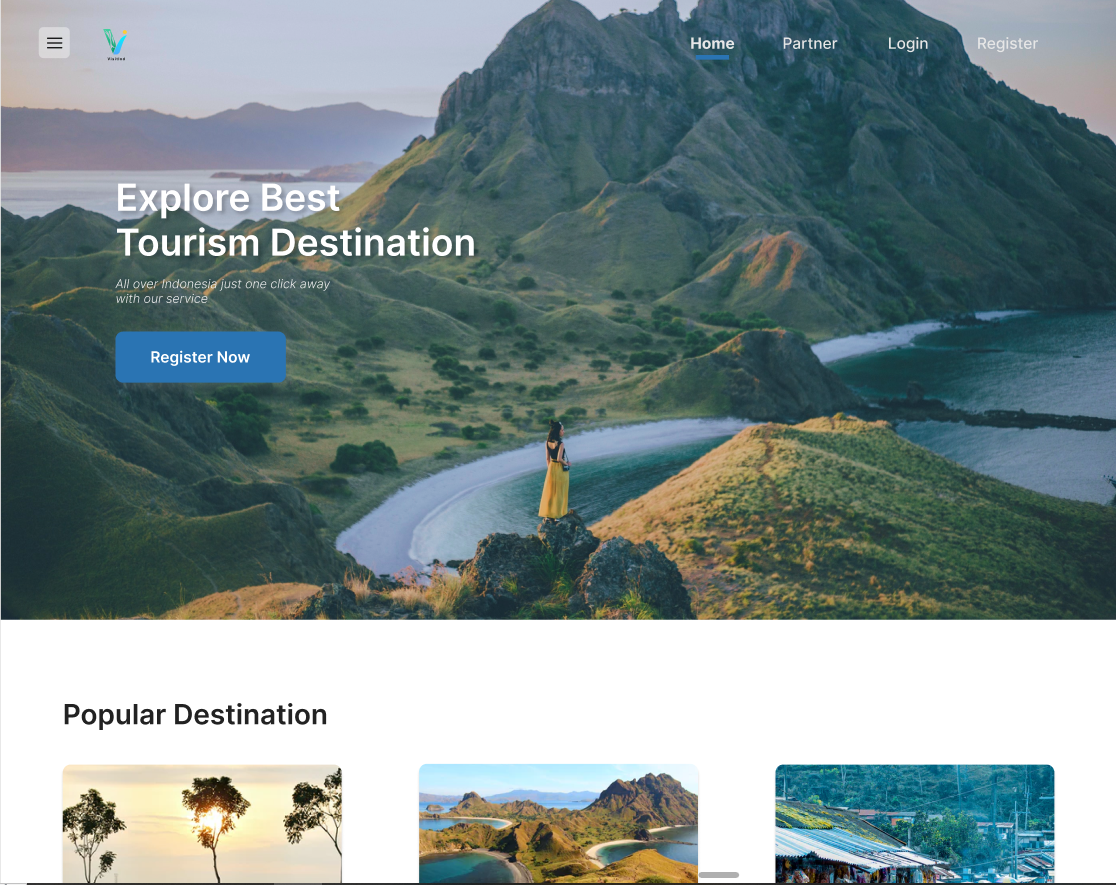 Home
Partner
Login
Register
Explore Best
Tourism Destination
All over Indonesia just one click away
with our service
Register Now
Popular Destination